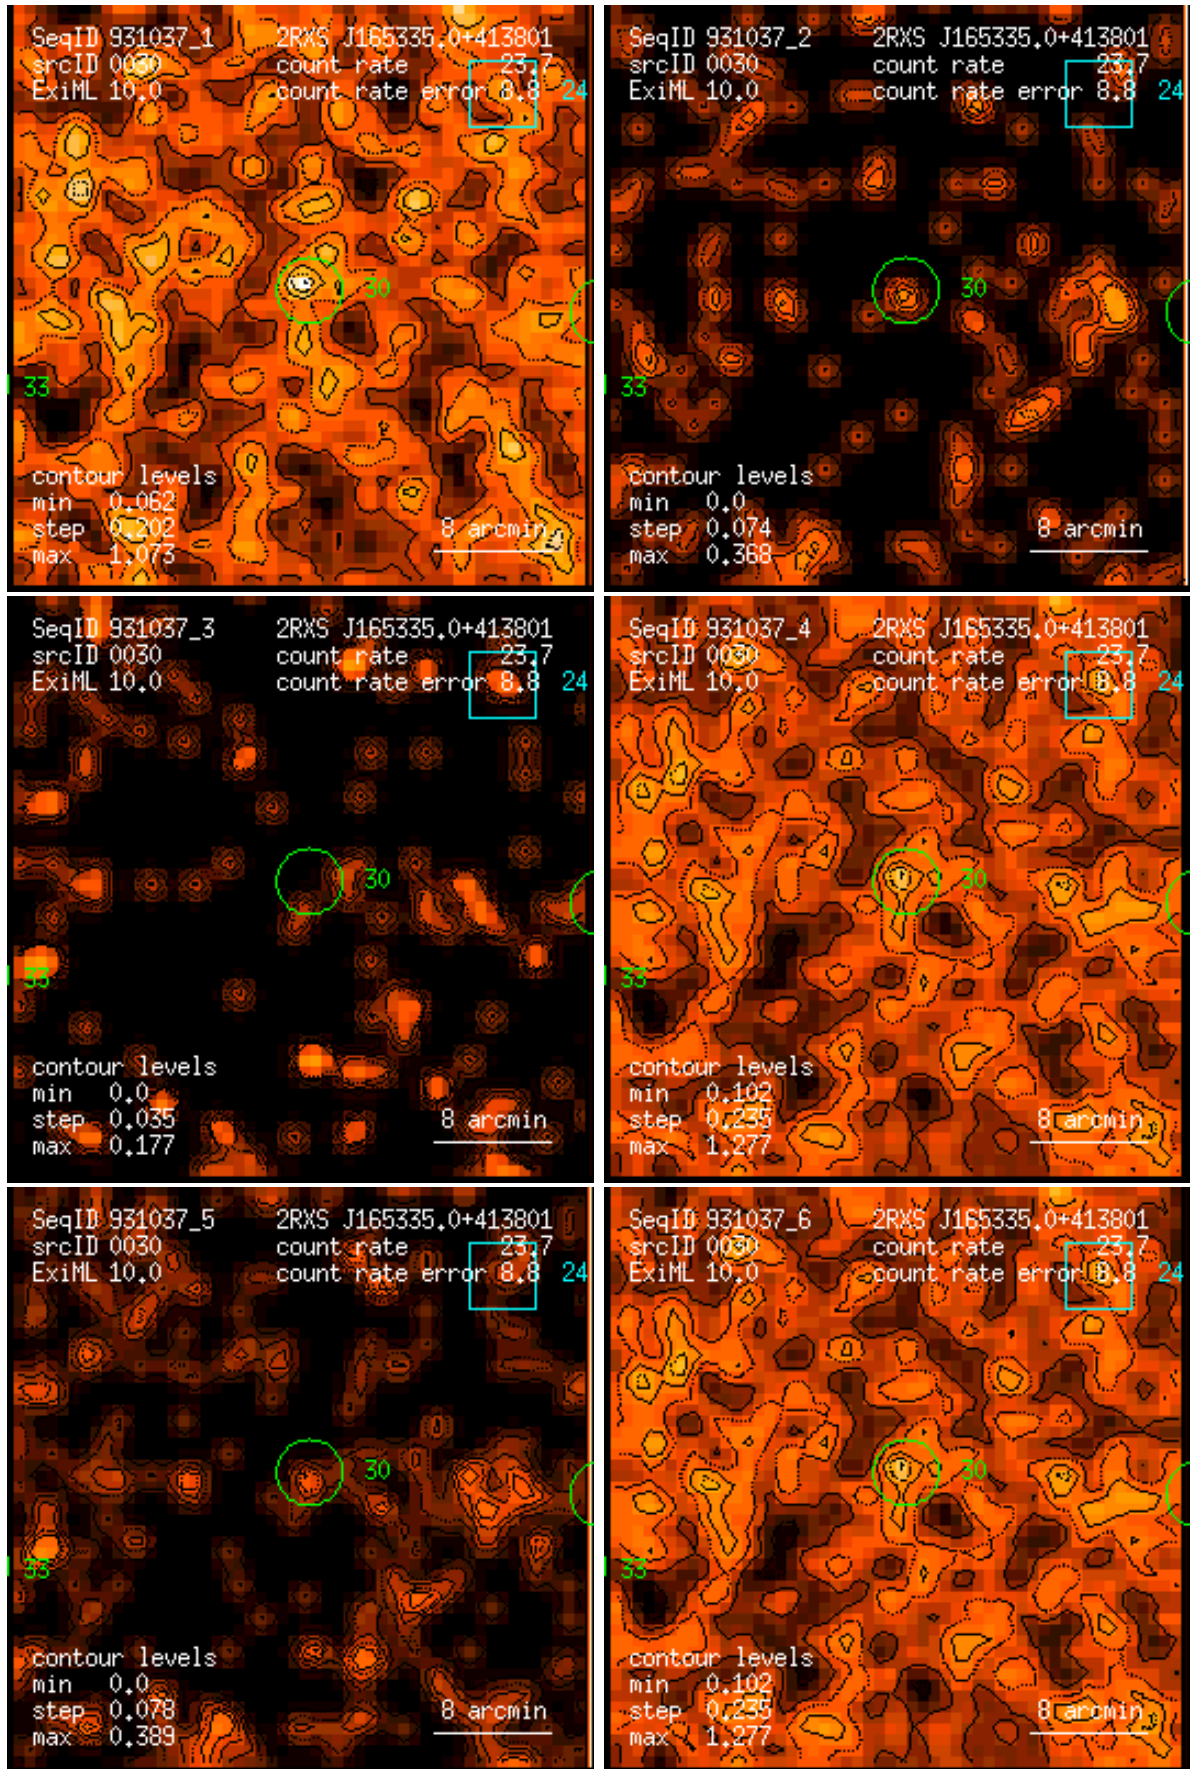 SeqID 931037_1 2RXS J165335.0+413801
srcID 0030 count rate 23.7
ExiML 10.0 count rate error 8.8 24
30
33
contour levels
min 0.062
step 0.202 8 arcmin
max 1.073
SeqID 931037_2 2RXS J165335.0+413801
srcID 0030 count rate 23.7
ExiML 10.0 count rate error 8.8 24
30
33
contour levels
min 0.0
step 0.074 8 arcmin
max 0.368
SeqID 931037_3 2RXS J165335.0+413801
srcID 0030 count rate 23.7
ExiML 10.0 count rate error 8.8 24
30
33
contour levels
min 0.0
step 0.035 8 arcmin
max 0.177
SeqID 931037_4 2RXS J165335.0+413801
srcID 0030 count rate 23.7
ExiML 10.0 count rate error 8.8 24
30
33
contour levels
min 0.102
step 0.235 8 arcmin
max 1.277
SeqID 931037_5 2RXS J165335.0+413801
srcID 0030 count rate 23.7
ExiML 10.0 count rate error 8.8 24
30
33
contour levels
min 0.0
step 0.078 8 arcmin
max 0.389
SeqID 931037_6 2RXS J165335.0+413801
srcID 0030 count rate 23.7
ExiML 10.0 count rate error 8.8 24
30
33
contour levels
min 0.102
step 0.235 8 arcmin
max 1.277